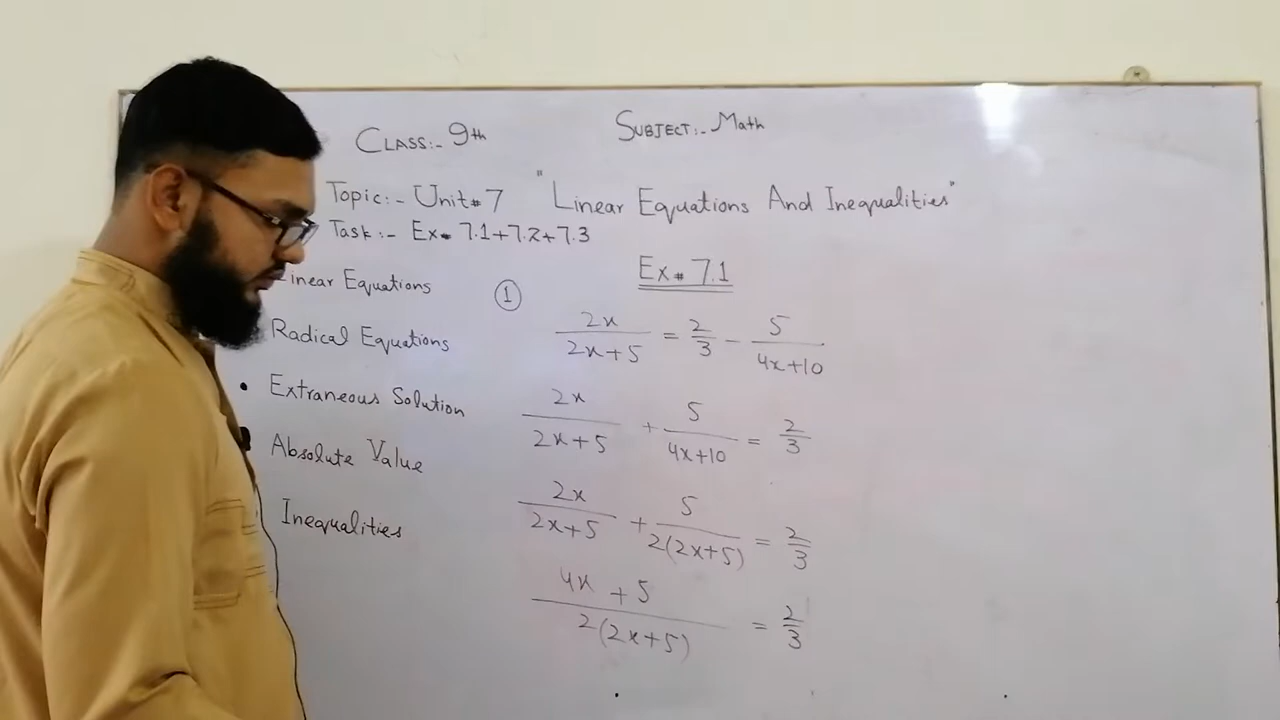 CLASS:- 9th
SUBJECT:- Math
Topic:- Unit# 7 "Linear Equations And Inequalities"
Task:- Ex# 7.1+7.2+7.3
Ex# 7.1
Linear Equations
Radical Equations
• Extraneous Solution
Absolute Value
Inequalities
①
2x/2x+5 = 2/3 - 5/4x+10
2x/2x+5 + 5/4x+10 = 2/3
2x/2x+5 + 5/2(2x+5) = 2/3
4x+5/2(2x+5) = 2/3